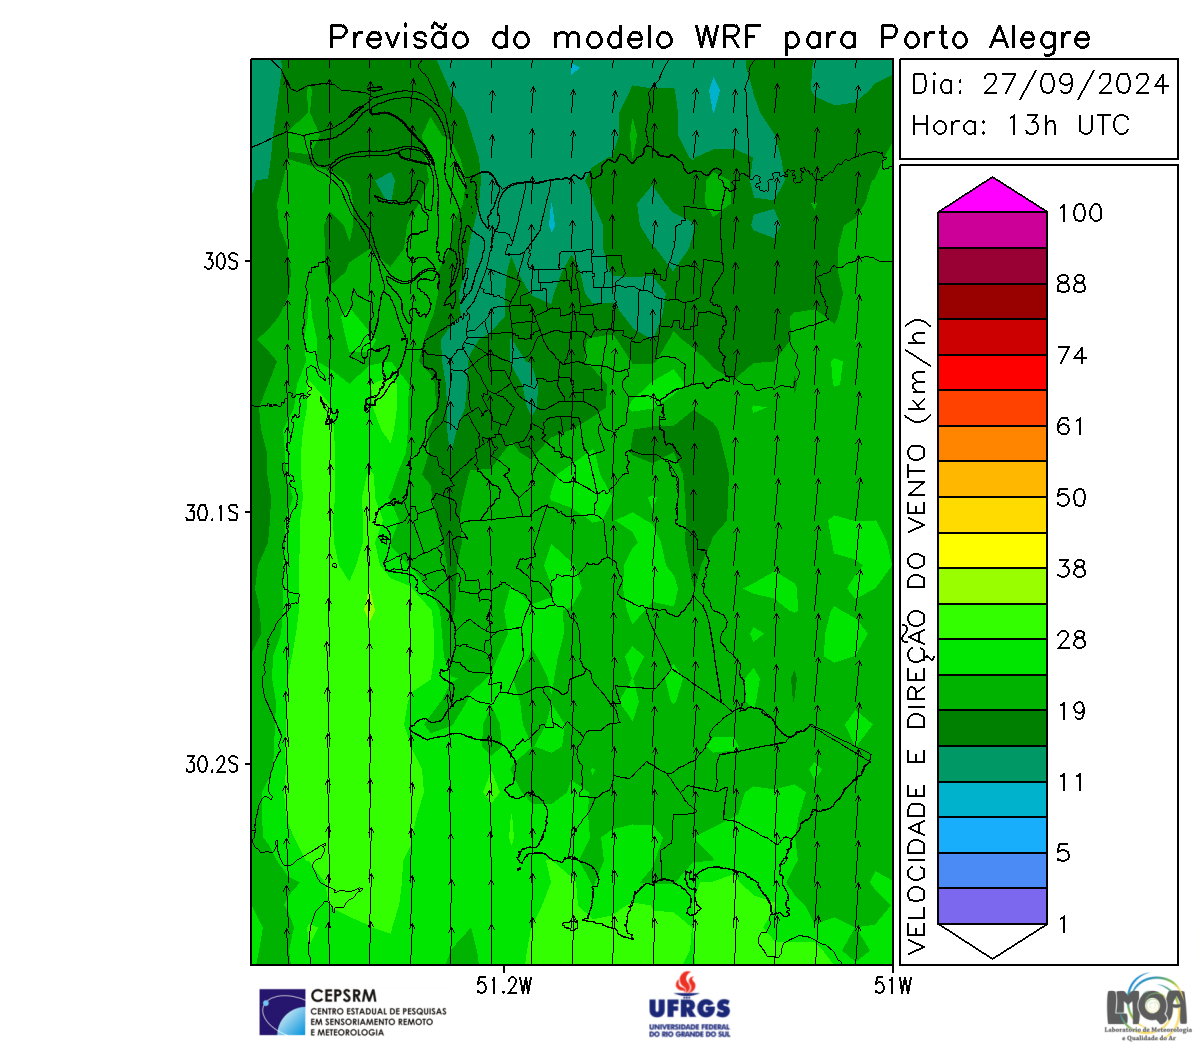 Previsão do modelo WRF para Porto Alegre
Dia: 27/09/2024
Hora: 13h UTC
VELOCIDADE E DIREÇÃO DO VENTO (km/h)
100
88
74
61
50
38
28
19
11
5
1
30S
30.1S
30.2S
51.2W
51W
CEPSRM
CENTRO ESTADUAL DE PESQUISAS
EM SENSORIAMENTO REMOTO
E METEOROLOGIA
UFRGS
UNIVERSIDADE FEDERAL
DO RIO GRANDE DO SUL
LMQA
Laboratório de Meteorologia
e Qualidade do Ar